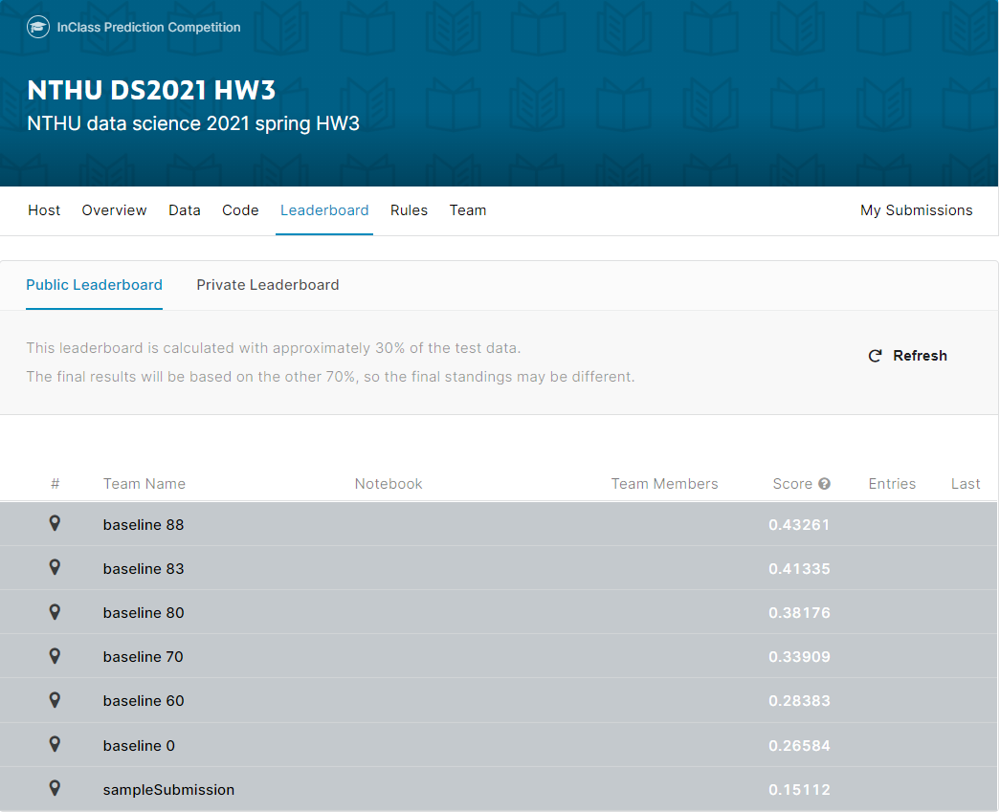 InClass Prediction Competition
NTHU DS2021 HW3
NTHU data science 2021 spring HW3
Host Overview Data Code Leaderboard Rules Team My Submissions
Public Leaderboard Private Leaderboard
This leaderboard is calculated with approximately 30% of the test data.
The final results will be based on the other 70%, so the final standings may be different.
Refresh
# Team Name Notebook Team Members Score ? Entries Last
baseline 88 0.43261
baseline 83 0.41335
baseline 80 0.38176
baseline 70 0.33909
baseline 60 0.28383
baseline 0 0.26584
sampleSubmission 0.15112